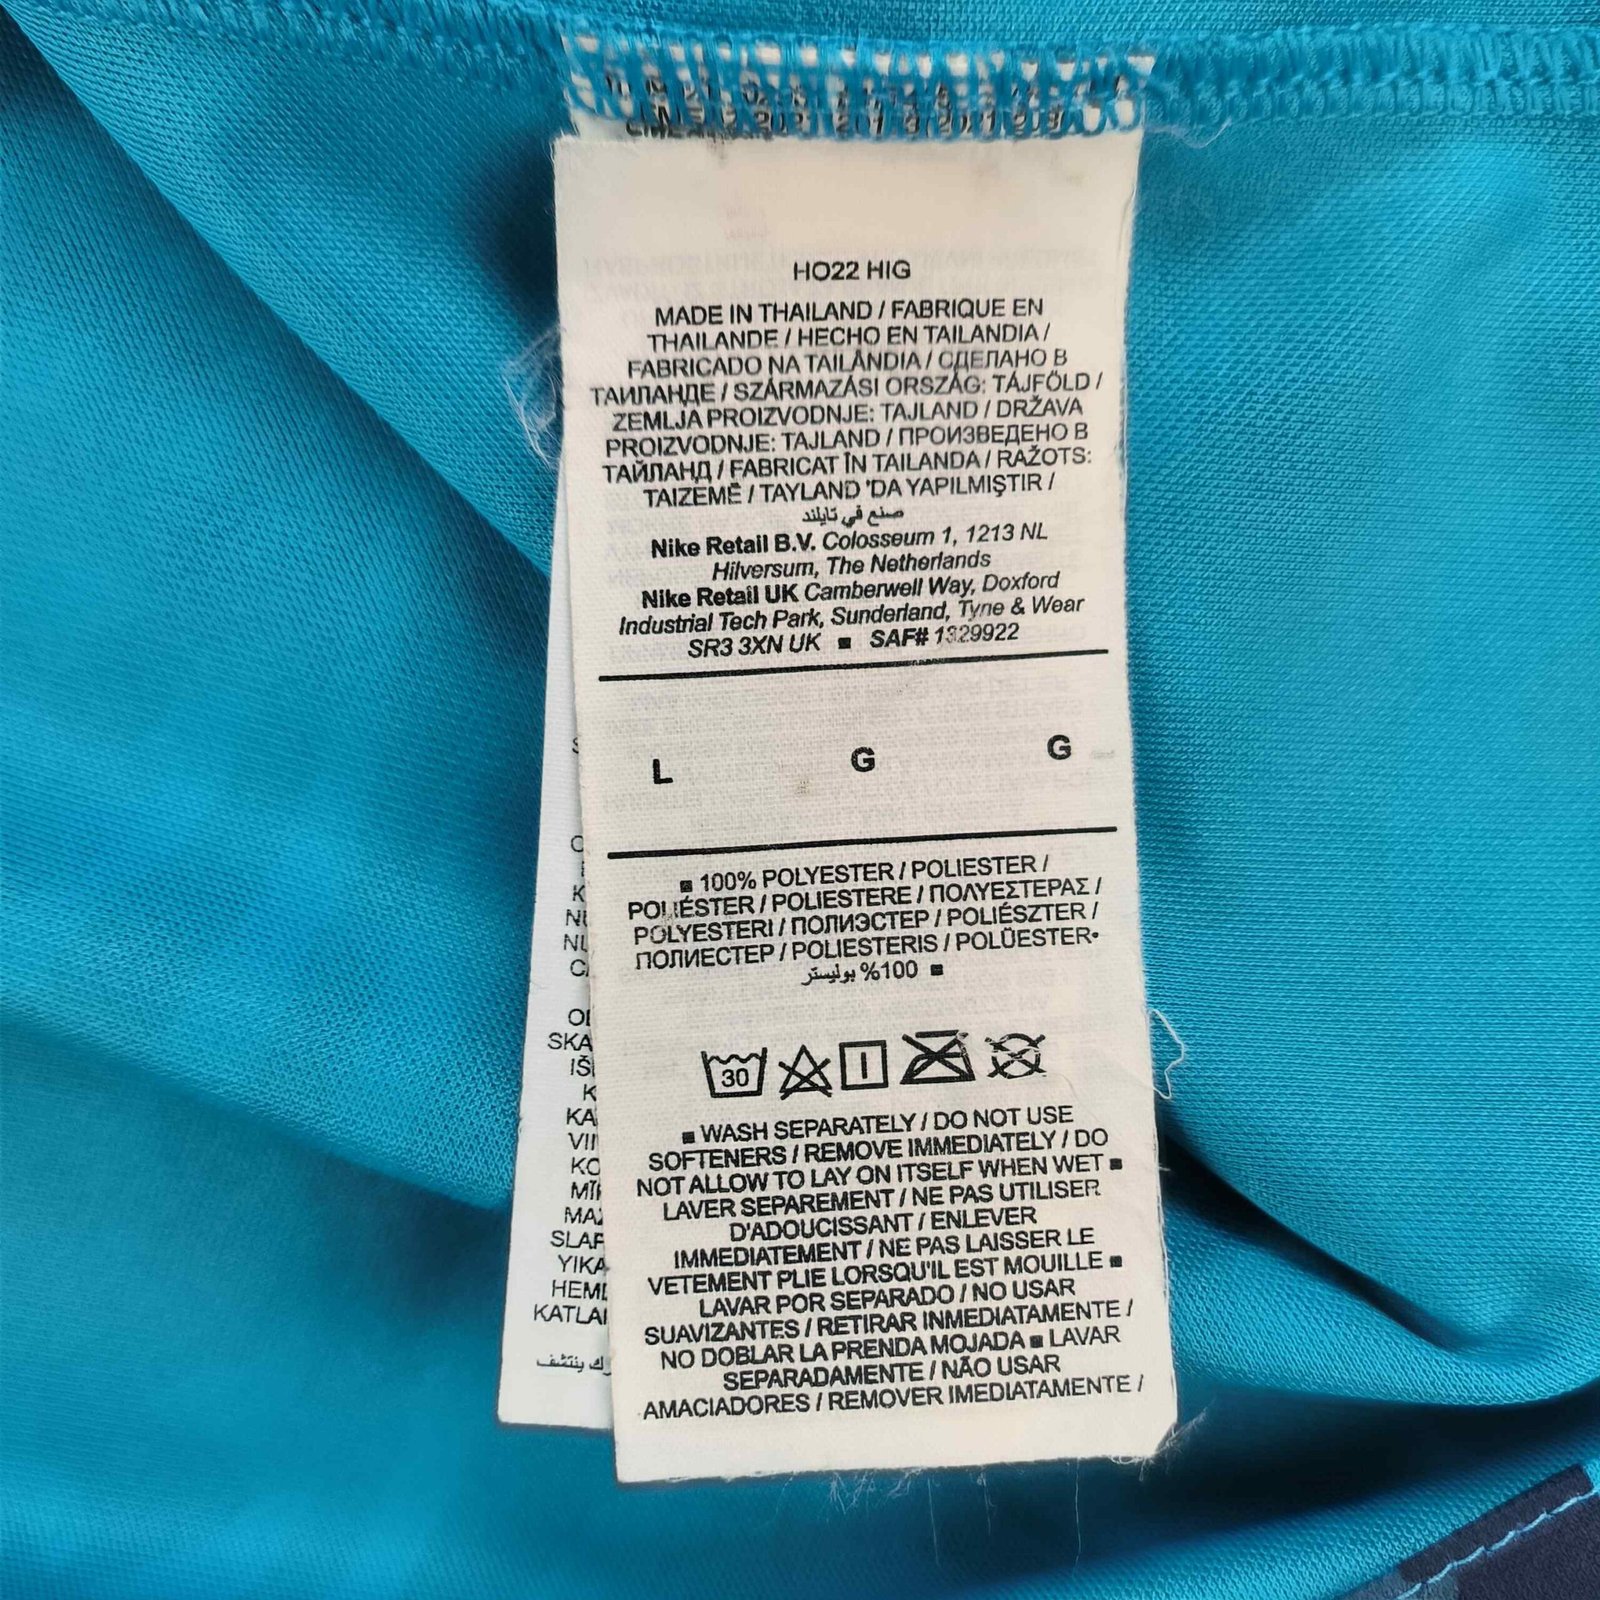 HO22 HIG
MADE IN THAILAND / FABRIQUE EN
THAILANDE / HECHO EN TAILANDIA /
FABRICADO NA TAILÂNDIA / СДЕЛАНО В
ТАИЛАНДЕ / SZÁRMAZÁSI ORSZÁG: TÁJFÖLD /
ZEMLJA PROIZVODNJE: TAJLAND / DRŽAVA
PROIZVODNJE: TAJLAND / ПРОИЗВЕДЕНО В
ТАЙЛАНД / FABRICAT ÎN TAILANDA / RAŽOTS:
TAIZEMĒ / TAYLAND 'DA YAPILMIŞTIR /
صنع في تايلند
Nike Retail B.V. Colosseum 1, 1213 NL
Hilversum, The Netherlands
Nike Retail UK Camberwell Way, Doxford
Industrial Tech Park, Sunderland, Tyne & Wear
SR3 3XN UK ■ SAF# 1329922
L G G
■ 100% POLYESTER / POLIESTER /
POLIÉSTER / POLIESTERE / ΠΟΛΥΕΣΤΕΡΑΣ /
POLYESTERI / ПОЛИЭСТЕР / POLIÉSZTER /
ПОЛИЕСТЕР / POLIESTERIS / POLÜESTER•
100% بوليستر ■
30
■ WASH SEPARATELY / DO NOT USE
SOFTENERS / REMOVE IMMEDIATELY / DO
NOT ALLOW TO LAY ON ITSELF WHEN WET ■
LAVER SEPAREMENT / NE PAS UTILISER
D'ADOUCISSANT / ENLEVER
IMMEDIATEMENT / NE PAS LAISSER LE
VETEMENT PLIE LORSQU'IL EST MOUILLE ■
LAVAR POR SEPARADO / NO USAR
SUAVIZANTES / RETIRAR INMEDIATAMENTE /
NO DOBLAR LA PRENDA MOJADA ■ LAVAR
SEPARADAMENTE / NÃO USAR
AMACIADORES / REMOVER IMEDIATAMENTE /